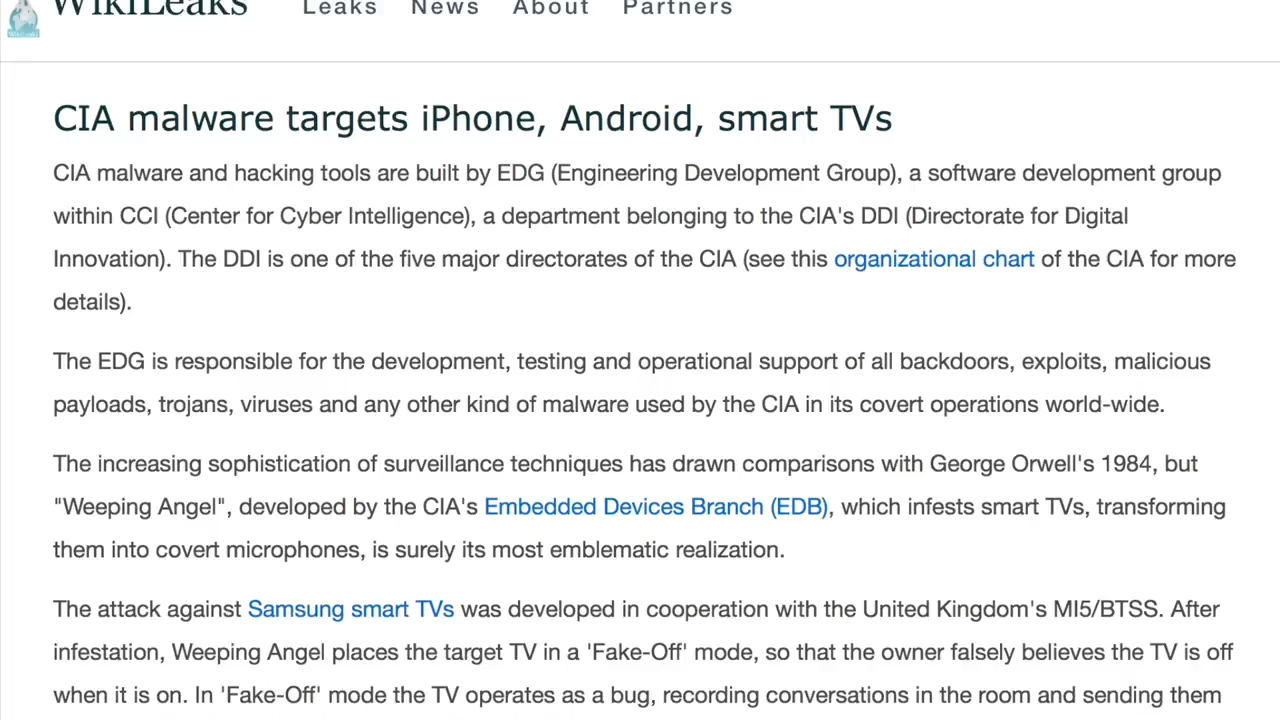 WikiLeaks Leaks News About Partners
CIA malware targets iPhone, Android, smart TVs
CIA malware and hacking tools are built by EDG (Engineering Development Group), a software development group
within CCI (Center for Cyber Intelligence), a department belonging to the CIA's DDI (Directorate for Digital
Innovation). The DDI is one of the five major directorates of the CIA (see this organizational chart of the CIA for more
details).
The EDG is responsible for the development, testing and operational support of all backdoors, exploits, malicious
payloads, trojans, viruses and any other kind of malware used by the CIA in its covert operations world-wide.
The increasing sophistication of surveillance techniques has drawn comparisons with George Orwell's 1984, but
"Weeping Angel", developed by the CIA's Embedded Devices Branch (EDB), which infests smart TVs, transforming
them into covert microphones, is surely its most emblematic realization.
The attack against Samsung smart TVs was developed in cooperation with the United Kingdom's MI5/BTSS. After
infestation, Weeping Angel places the target TV in a 'Fake-Off' mode, so that the owner falsely believes the TV is off
when it is on. In 'Fake-Off' mode the TV operates as a bug, recording conversations in the room and sending them